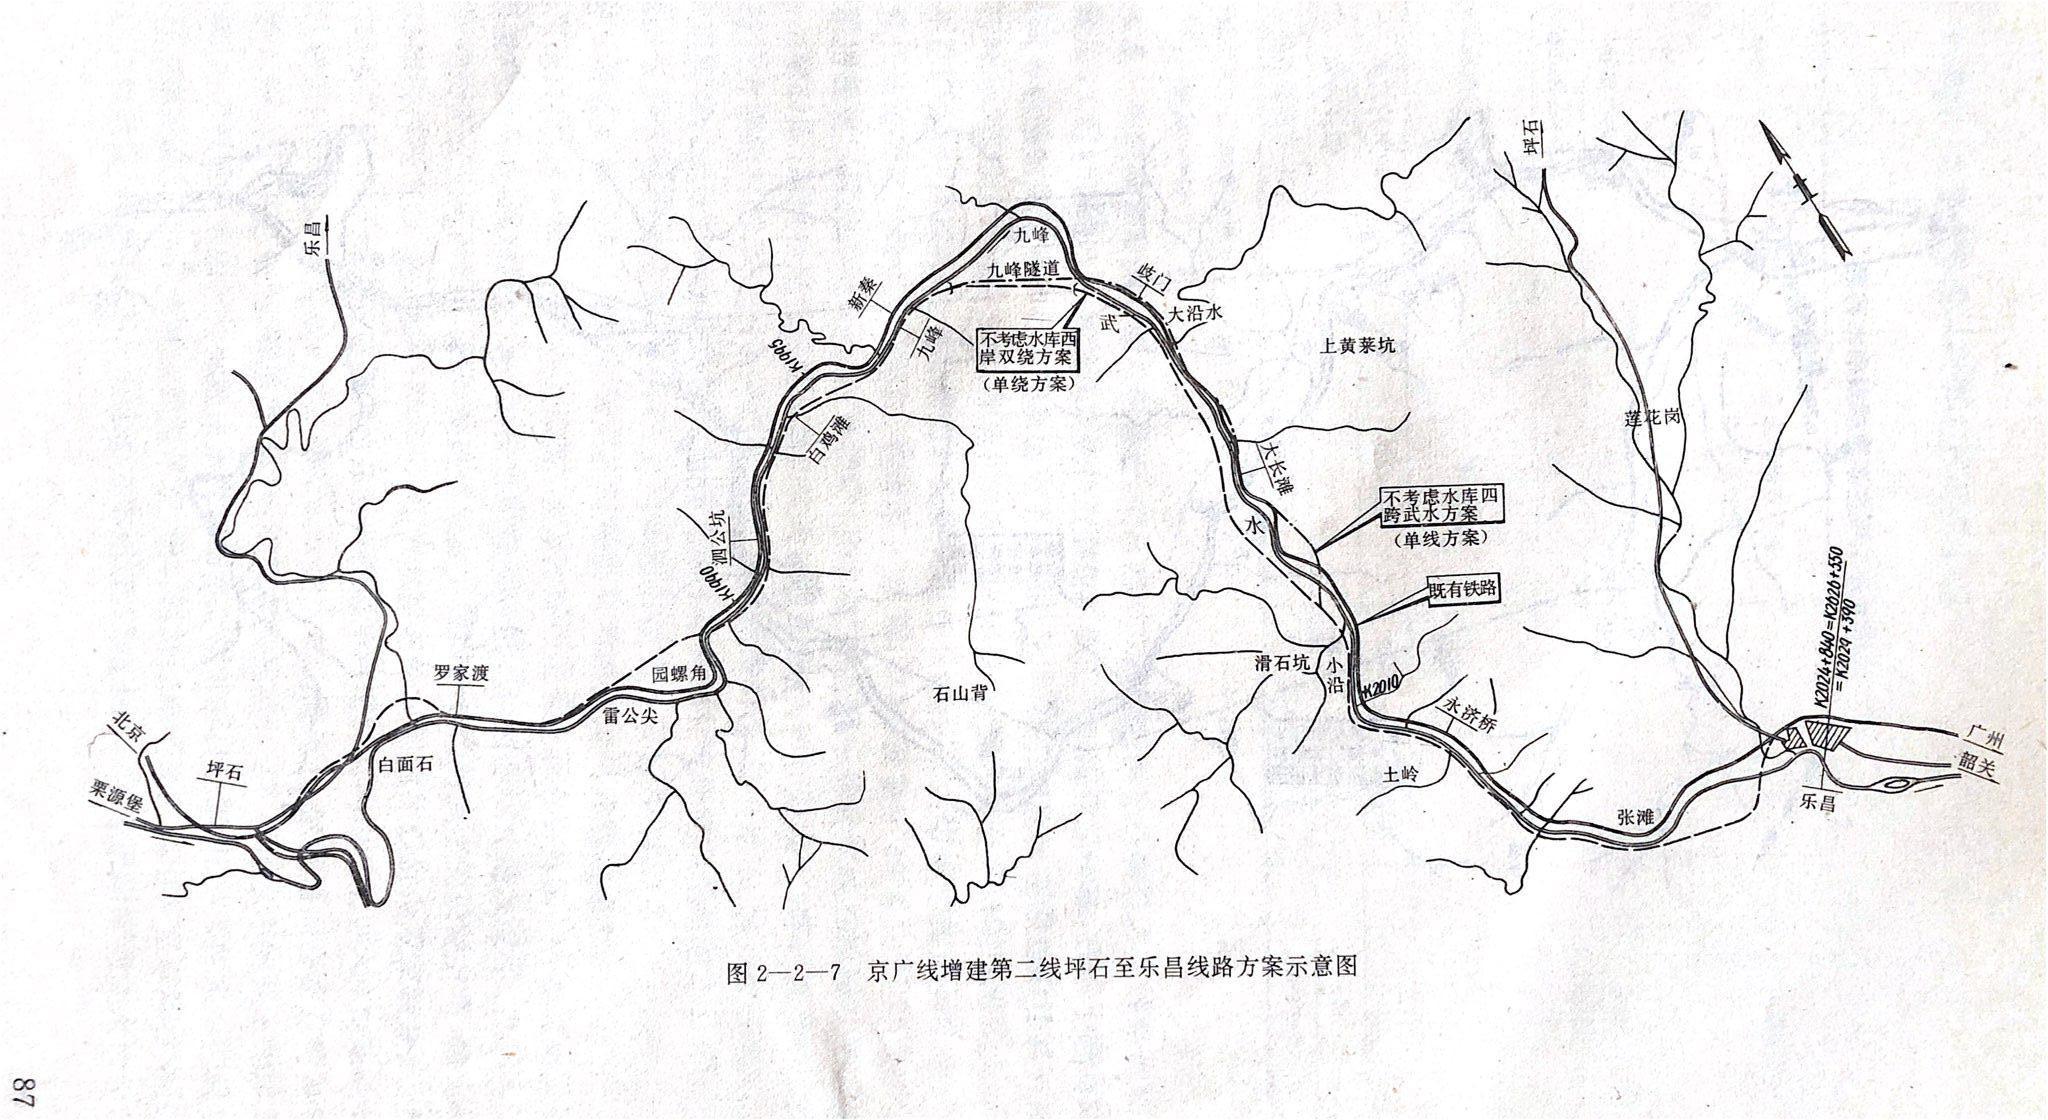 坪石
乐昌
九峰
九峰隧道
歧门
新秦
武
大沿水
九峰
不考虑水库西
岸双绕方案
(单绕方案)
上黄莱坑
K1995
白鸡滩
莲花岗
大长滩
不考虑水库四
跨武水方案
(单线方案)
水
泗公坑
K1990
既有铁路
K2024+840=K2626+550
=K2029+390
滑石坑
小
沿
K2010
罗家渡
园螺角
石山背
雷公尖
永济桥
北京
广州
坪石
白面石
土岭
韶关
栗源堡
乐昌
张滩
图2—2—7 京广线增建第二线坪石至乐昌线路方案示意图
87